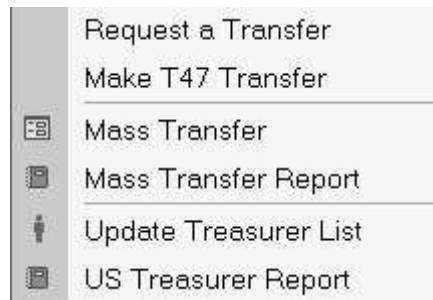 Request a Transfer
Make T47 Transfer
Mass Transfer
Mass Transfer Report
Update Treasurer List
US Treasurer Report